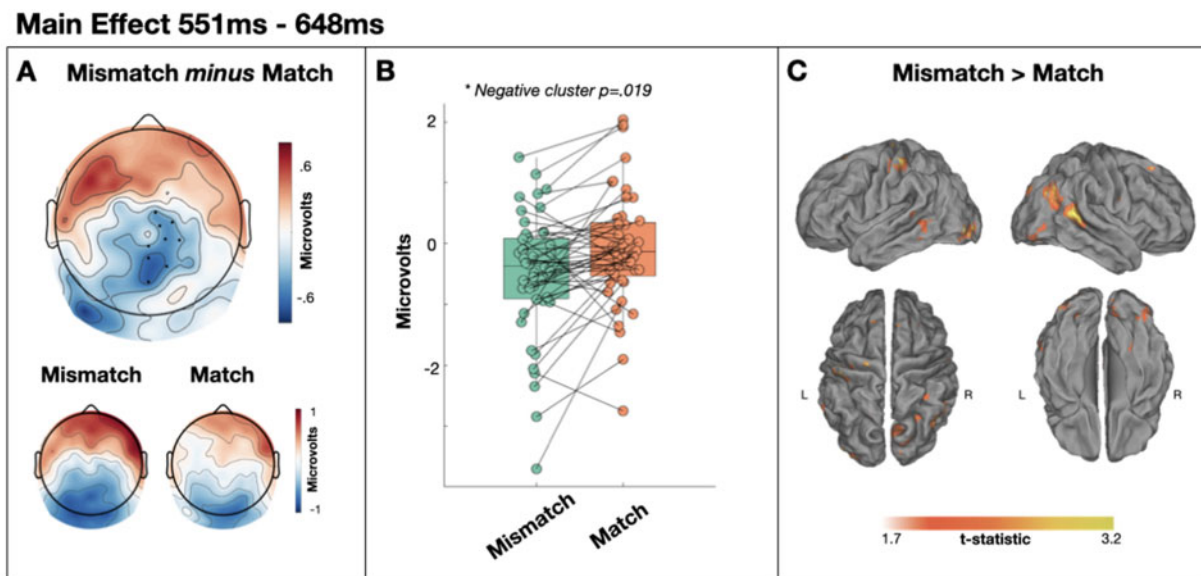 Main Effect 551ms - 648ms
A
Mismatch minus Match
.6
Microvolts
-.6
Mismatch
Match
1
Microvolts
-1
B
* Negative cluster p=.019
2
0
-2
Microvolts
Mismatch
Match
C
Mismatch > Match
L
R
L
R
1.7
t-statistic
3.2